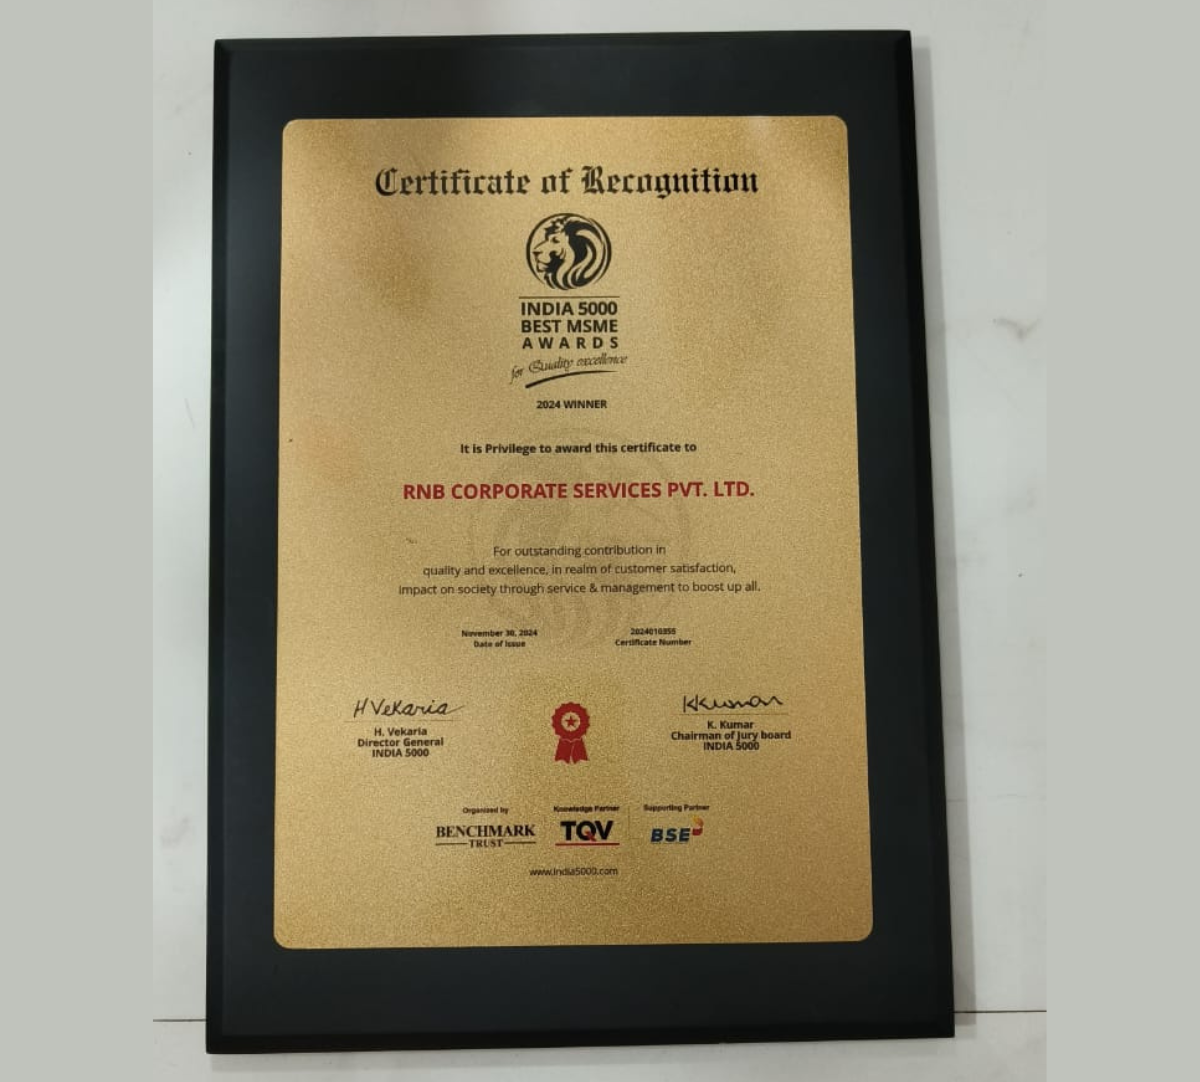 Certificate of Recognition
INDIA 5000
BEST MSME
AWARDS
for Quality excellence
2024 WINNER
It is Privilege to award this certificate to
RNB CORPORATE SERVICES PVT. LTD.
For outstanding contribution in
quality and excellence, in realm of customer satisfaction,
impact on society through service & management to boost up all.
November 30, 2024
Date of Issue
2024010355
Certificate Number
H Vekaria
H. Vekaria
Director General
INDIA 5000
KKumar
K. Kumar
Chairman of Jury board
INDIA 5000
Organized by
BENCHMARK
TRUST
Knowledge Partner
TQV
Supporting Partner
BSE
www.india5000.com